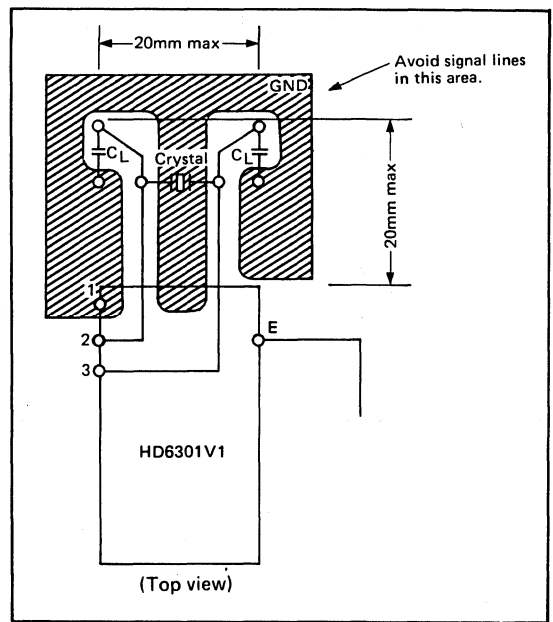 20mm max
Avoid signal lines
in this area.
GND
CL
Crystal
CL
20mm max
1
2
E
3
HD6301V1
(Top view)